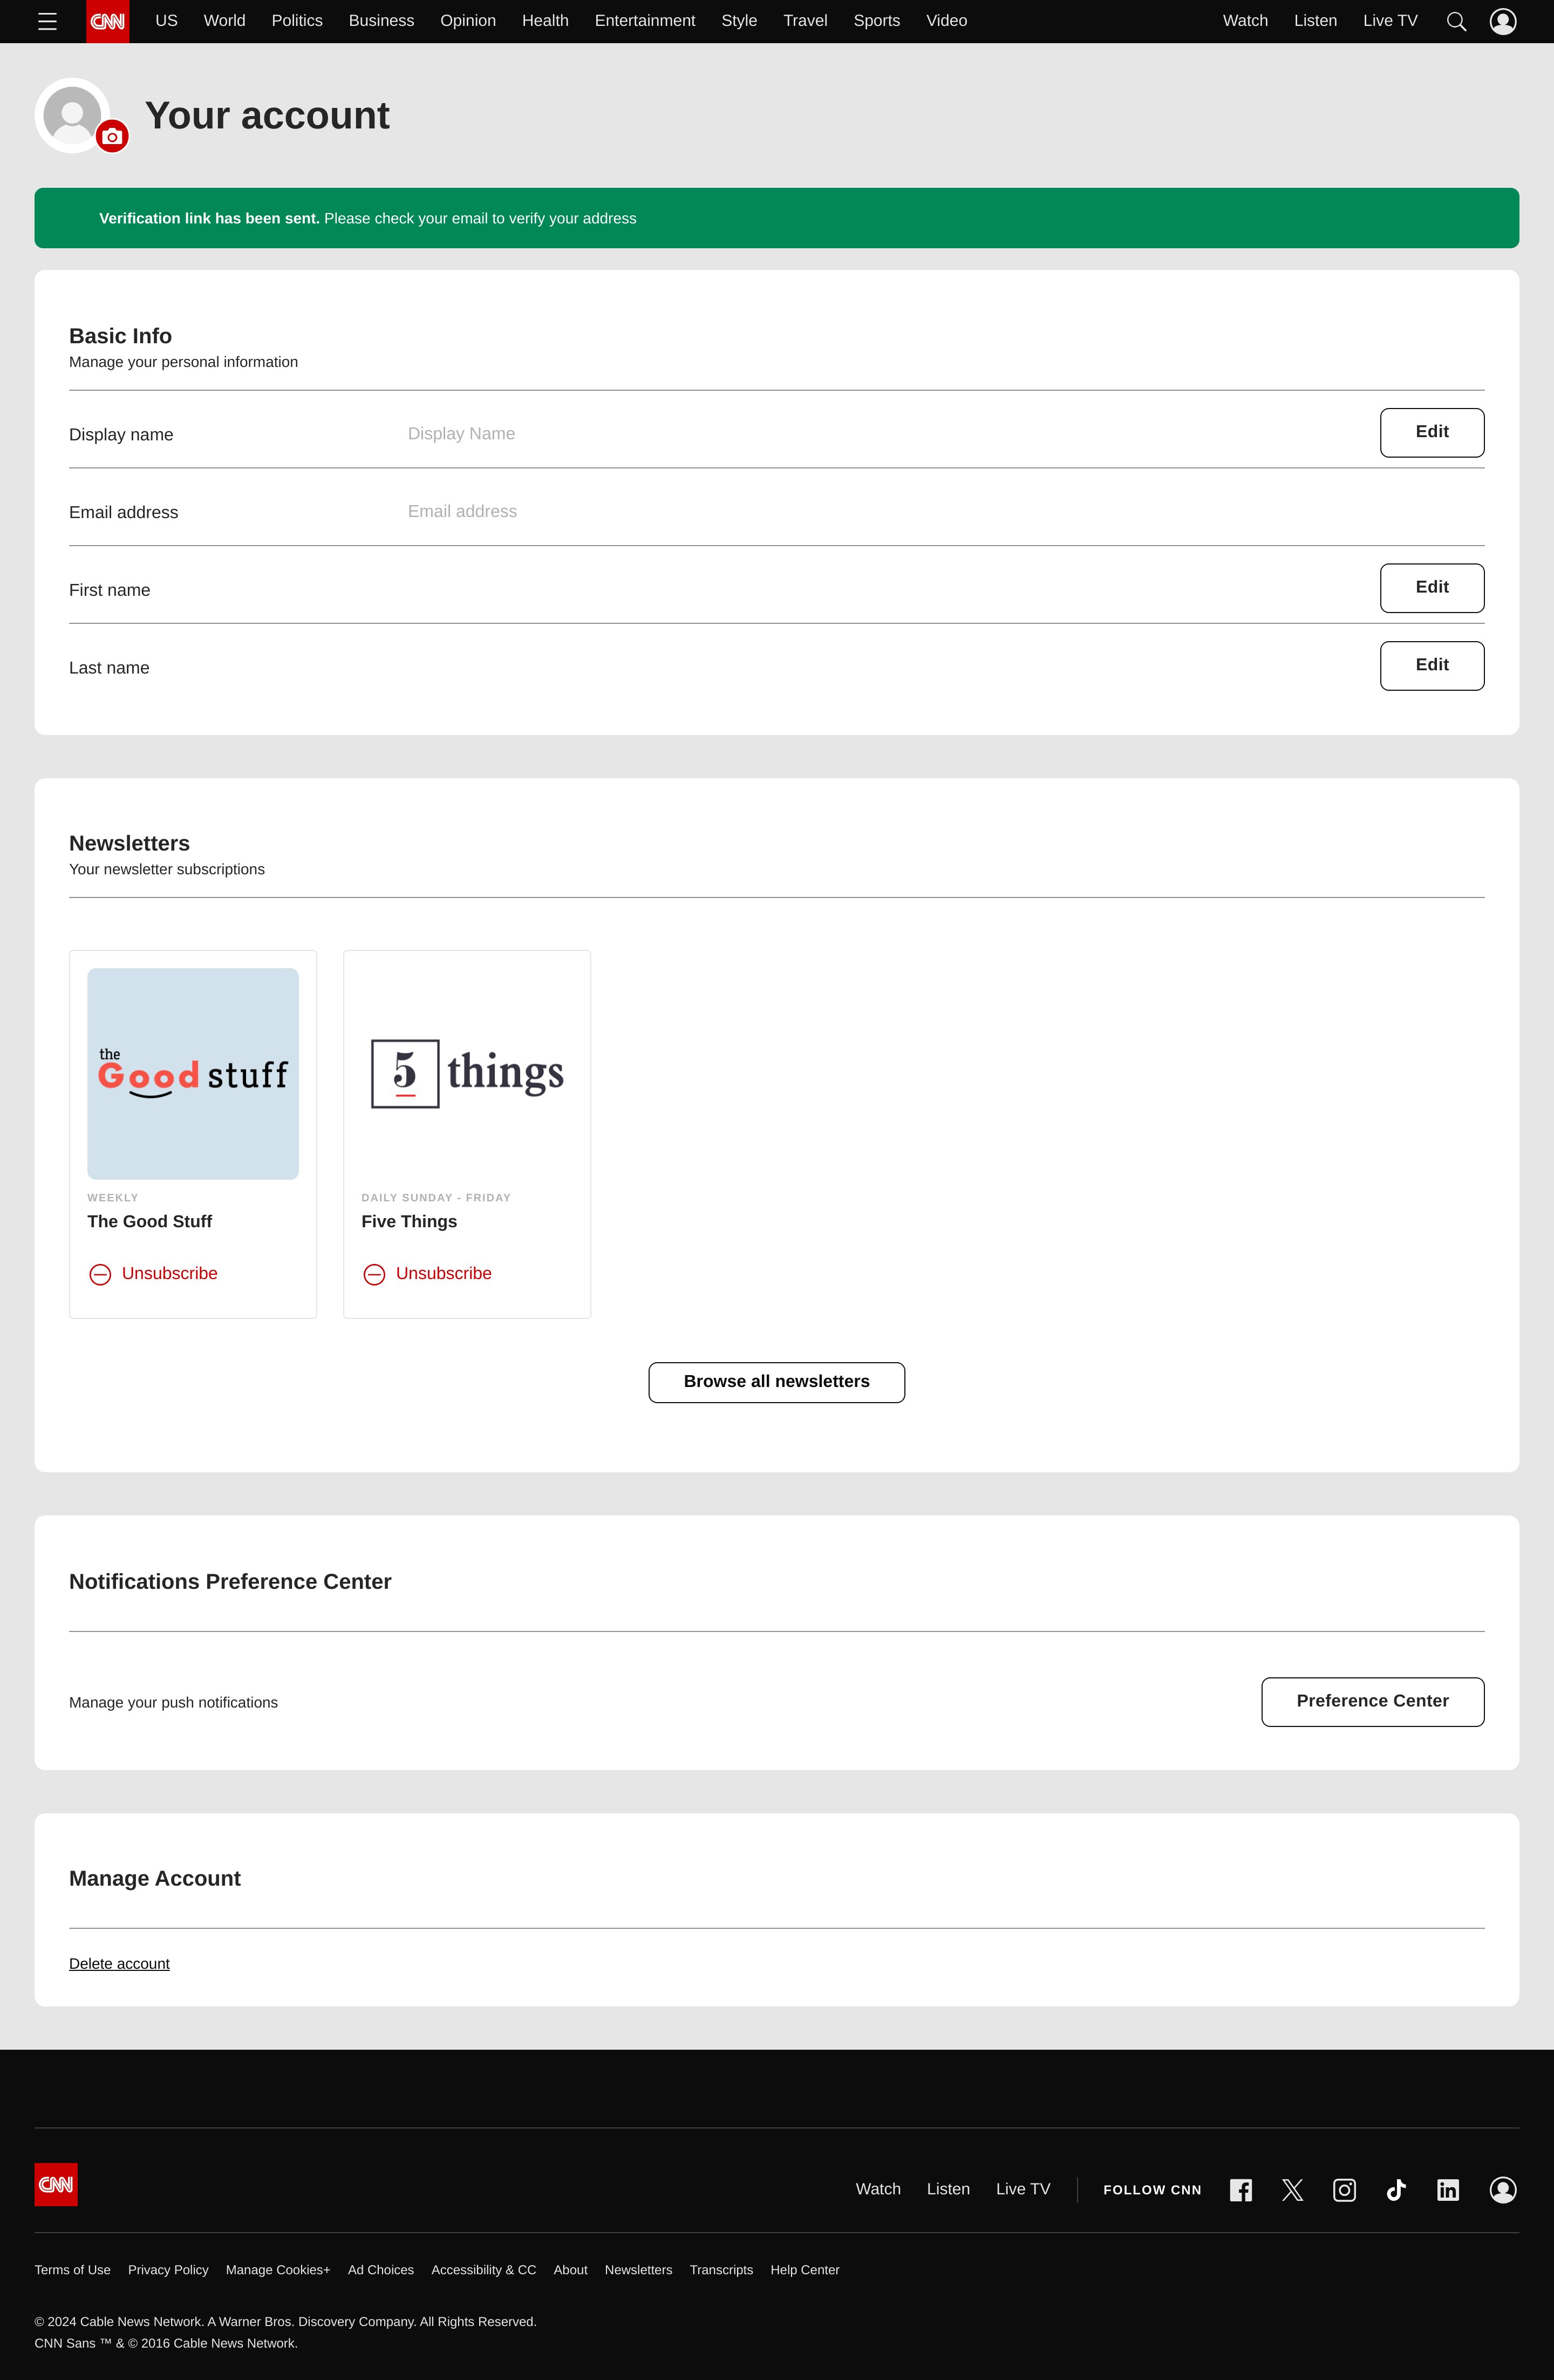 CNN US World Politics Business Opinion Health Entertainment Style Travel Sports Video Watch Listen Live TV
Your account
Verification link has been sent. Please check your email to verify your address
Basic Info
Manage your personal information
Display name Display Name Edit
Email address Email address
First name Edit
Last name Edit
Newsletters
Your newsletter subscriptions
the
Good stuff
5 things
WEEKLY
The Good Stuff
Unsubscribe
DAILY SUNDAY - FRIDAY
Five Things
Unsubscribe
Browse all newsletters
Notifications Preference Center
Manage your push notifications Preference Center
Manage Account
Delete account
CNN Watch Listen Live TV FOLLOW CNN
Terms of Use Privacy Policy Manage Cookies+ Ad Choices Accessibility & CC About Newsletters Transcripts Help Center
© 2024 Cable News Network. A Warner Bros. Discovery Company. All Rights Reserved.
CNN Sans ™ & © 2016 Cable News Network.